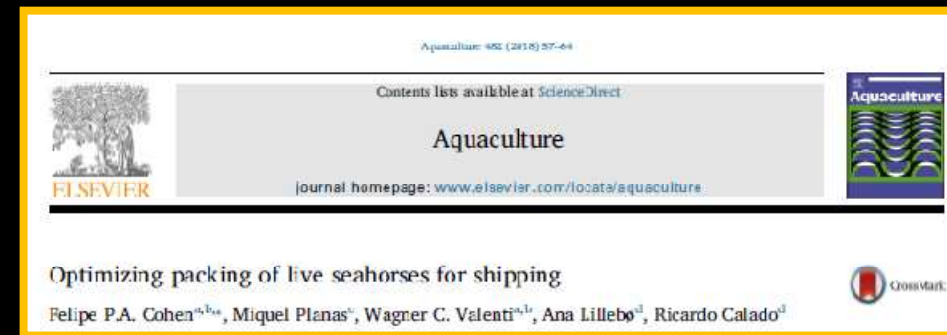 Aquaculture 482 (2018) 57–64
Contents lists available at ScienceDirect
Aquaculture
journal homepage: www.elsevier.com/locate/aquaculture
ELSEVIER
Aquaculture
Optimizing packing of live seahorses for shipping
CrossMark
Felipe P.A. Cohen, Miquel Planas, Wagner C. Valenti, Ana Lillebø, Ricardo Calado